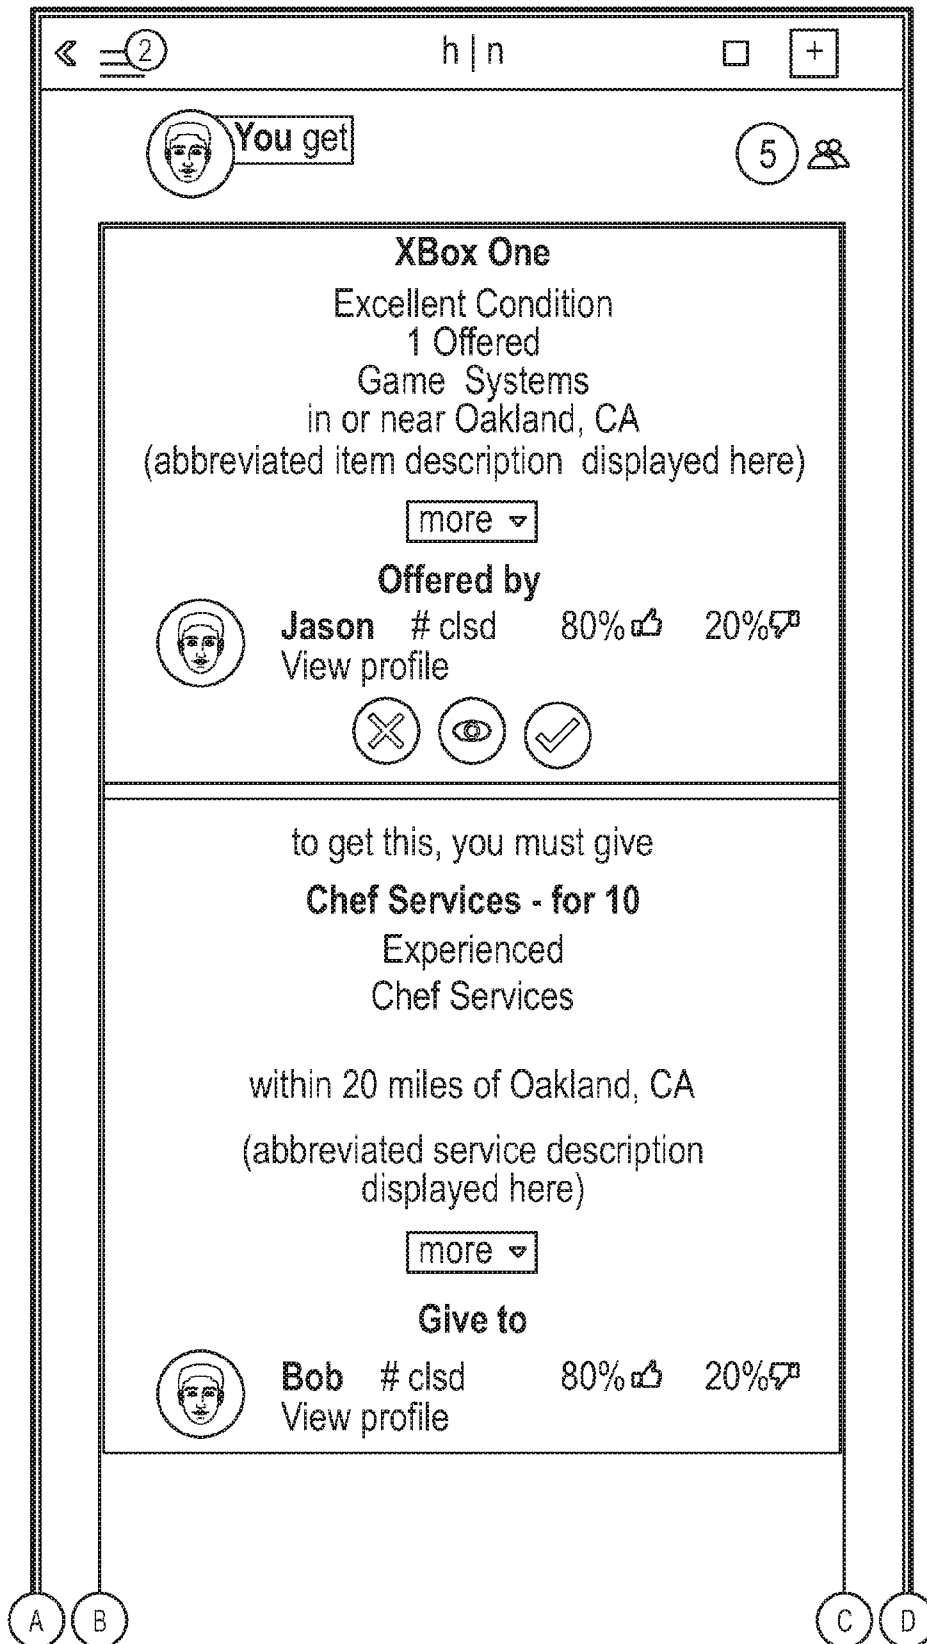 2 h | n +
You get 5
XBox One
Excellent Condition
1 Offered
Game Systems
in or near Oakland, CA
(abbreviated item description displayed here)
more
Offered by
Jason # clsd 80% 20%
View profile
to get this, you must give
Chef Services - for 10
Experienced
Chef Services
within 20 miles of Oakland, CA
(abbreviated service description
displayed here)
more
Give to
Bob # clsd 80% 20%
View profile
A B C D